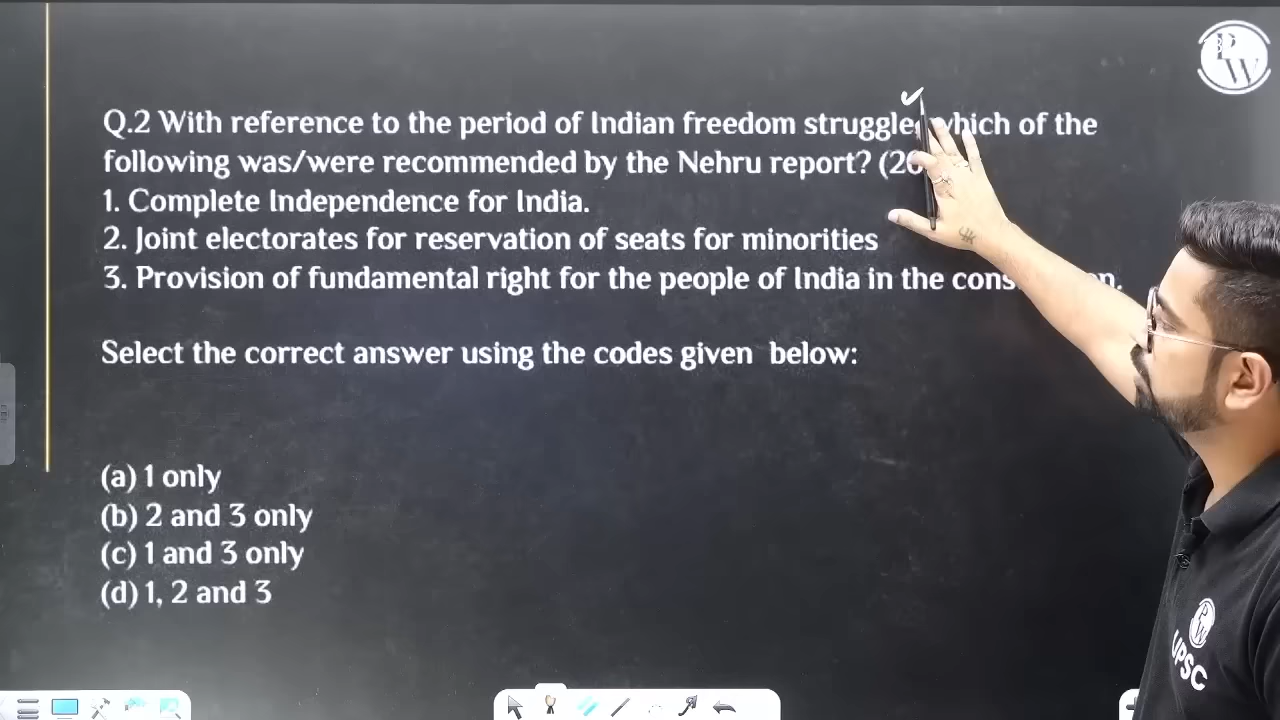 Q.2 With reference to the period of Indian freedom struggle, which of the
following was/were recommended by the Nehru report?
1. Complete Independence for India.
2. Joint electorates for reservation of seats for minorities
3. Provision of fundamental right for the people of India in the
Select the correct answer using the codes given below:
(a) 1 only
(b) 2 and 3 only
(c) 1 and 3 only
(d) 1, 2 and 3
PW
PW
UPSC